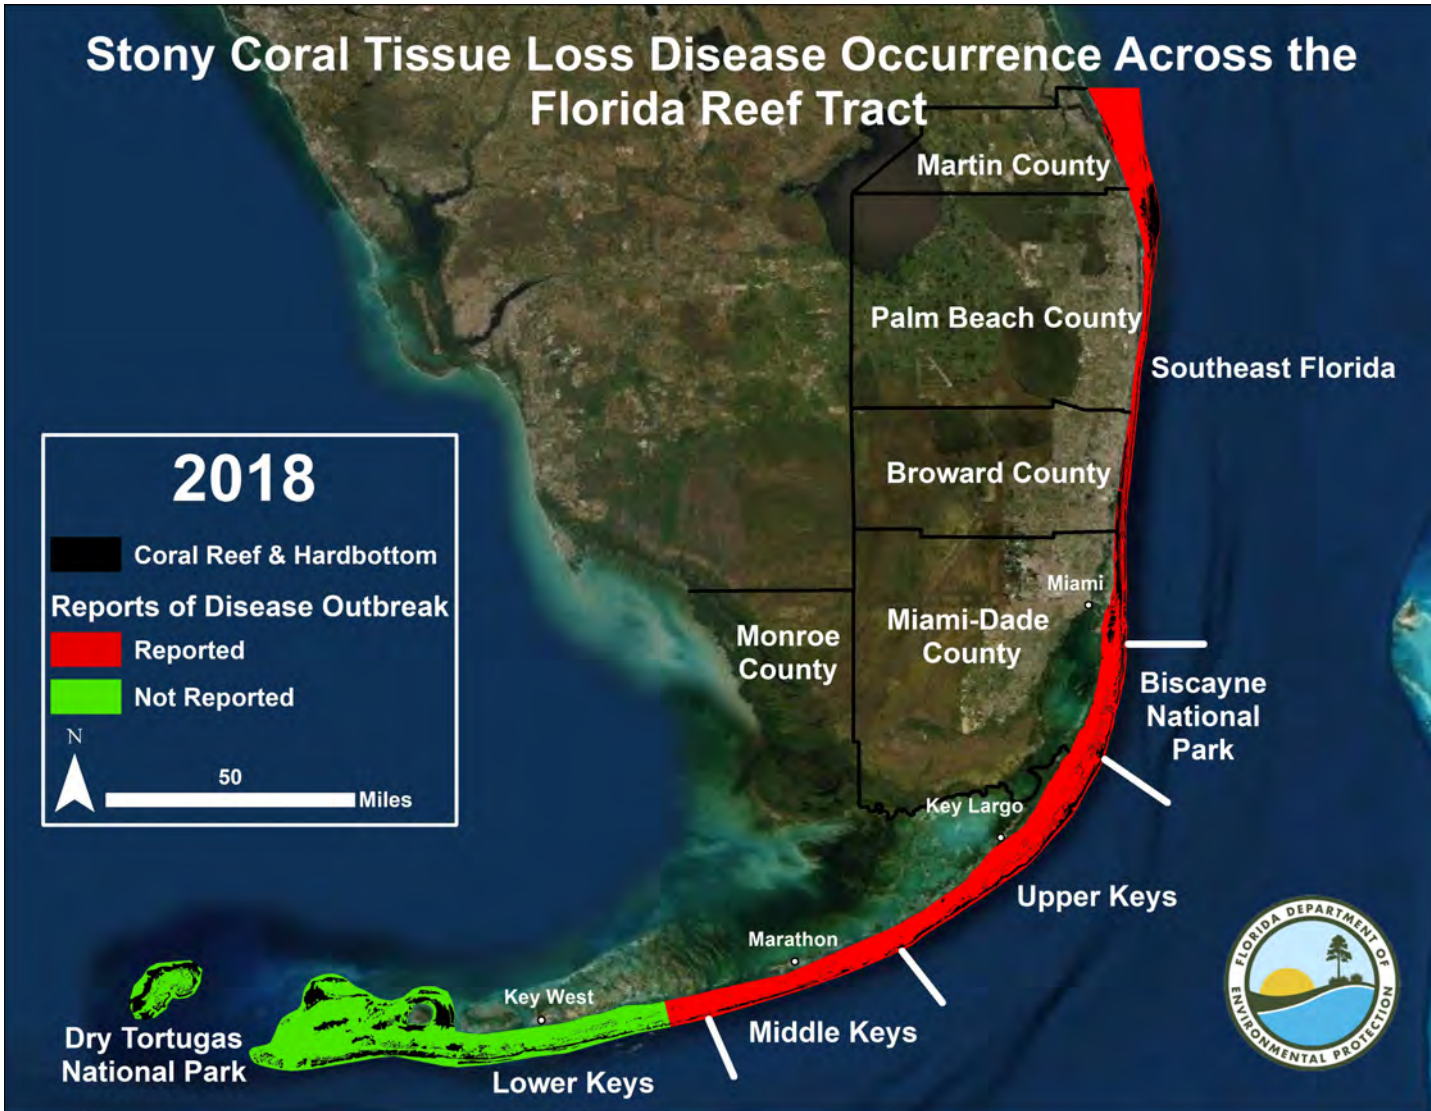 Stony Coral Tissue Loss Disease Occurrence Across the
Florida Reef Tract
Martin County
Palm Beach County
Southeast Florida
Broward County
Miami
Miami-Dade
County
Monroe
County
Biscayne
National
Park
Key Largo
Upper Keys
Marathon
Middle Keys
Key West
Lower Keys
Dry Tortugas
National Park
2018
Coral Reef & Hardbottom
Reports of Disease Outbreak
Reported
Not Reported
N
50
Miles
FLORIDA DEPARTMENT OF
ENVIRONMENTAL PROTECTION